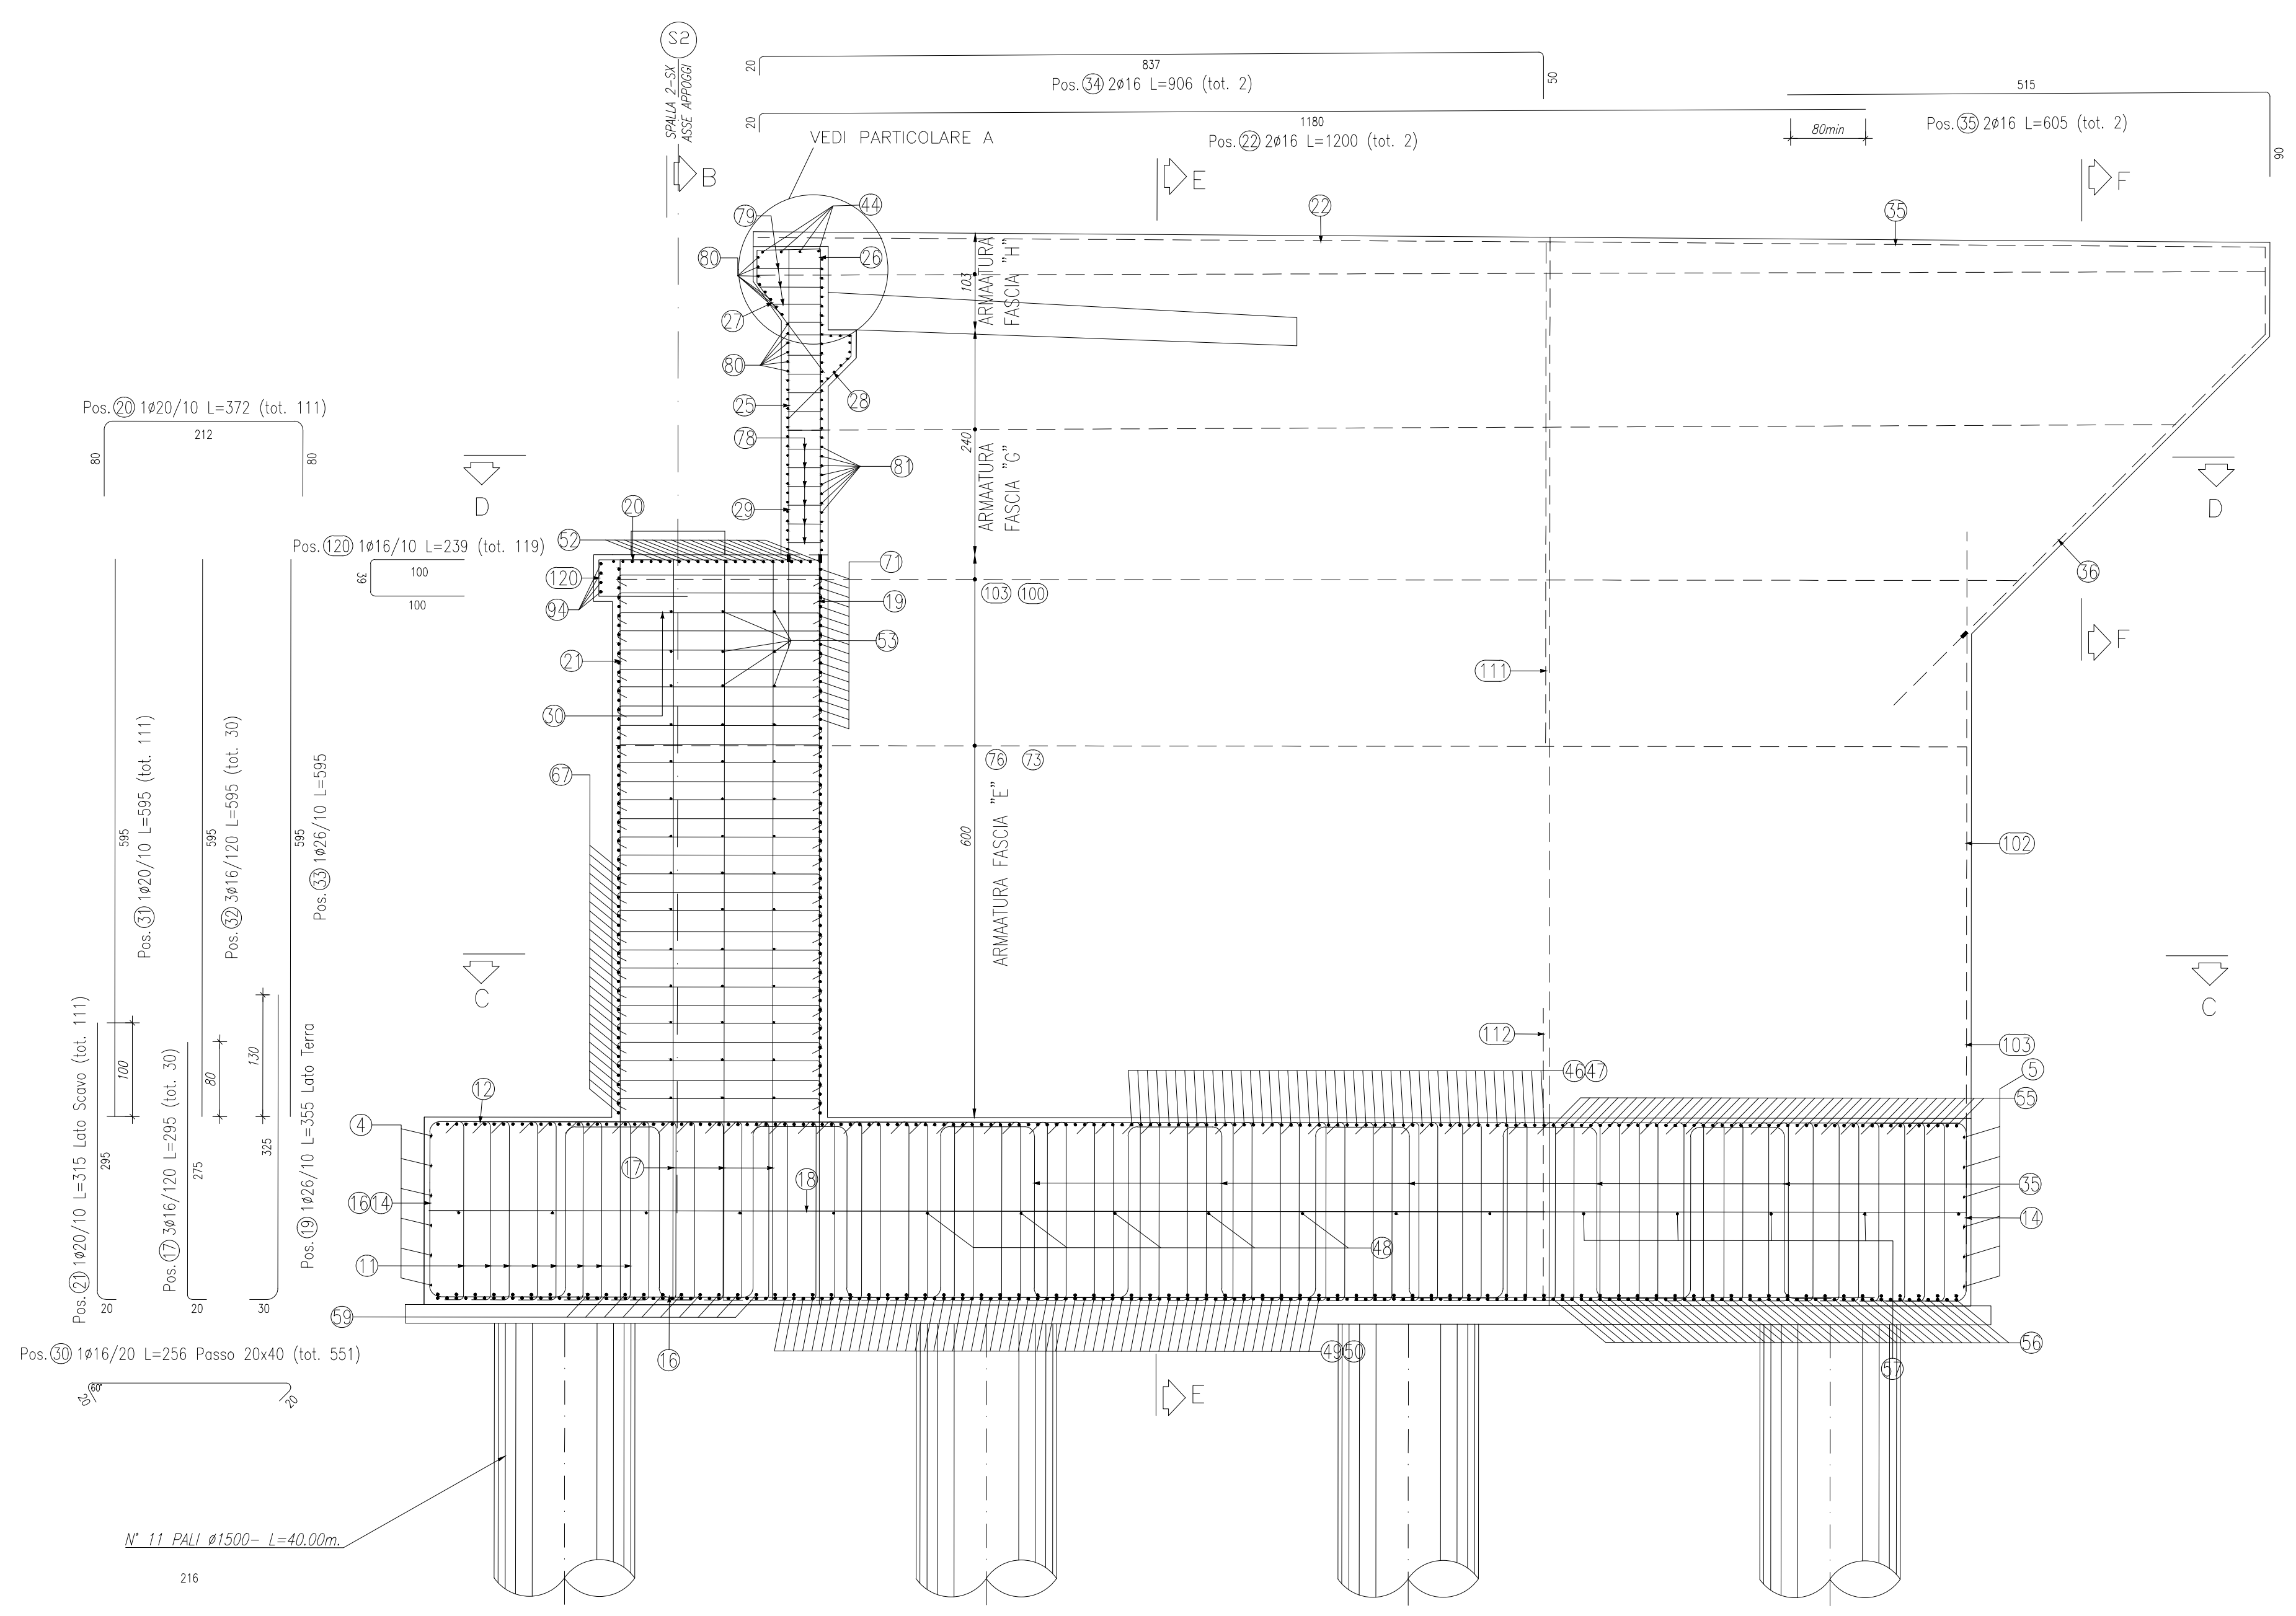 S2
SPALLA 2-SX
ASSE APPOGGI
20
837
50
Pos. 34 2ø16 L=906 (tot. 2)
515
20
1180
Pos. 22 2ø16 L=1200 (tot. 2)
80min
Pos. 35 2ø16 L=605 (tot. 2)
90
VEDI PARTICOLARE A
B
E
F
79
44
22
35
80
26
27
80
28
25
78
81
29
ARMAATURA
FASCIA "H"
103
240
ARMAATURA
FASCIA "G"
Pos. 20 1ø20/10 L=372 (tot. 111)
212
80
80
D
D
20
52
Pos. 120 1ø16/10 L=239 (tot. 119)
39
100
100
120
94
71
19
103 100
36
F
53
21
111
30
76 73
67
600
ARMAATURA FASCIA "E"
102
595
Pos. 31 1ø20/10 L=595 (tot. 111)
595
Pos. 32 3ø16/120 L=595 (tot. 30)
595
Pos. 33 1ø26/10 L=595
C
C
112
103
Pos. 21 1ø20/10 L=315 Lato Scavo (tot. 111)
295
100
20
Pos. 17 3ø16/120 L=295 (tot. 30)
275
80
20
130
325
30
Pos. 19 1ø26/10 L=355 Lato Terra
12
46 47
5
55
4
17
18
35
16 14
14
48
11
59
16
49 50
56
57
Pos. 30 1ø16/20 L=256 Passo 20x40 (tot. 551)
60°
20
20
E
N° 11 PALI ø1500- L=40.00m.
216